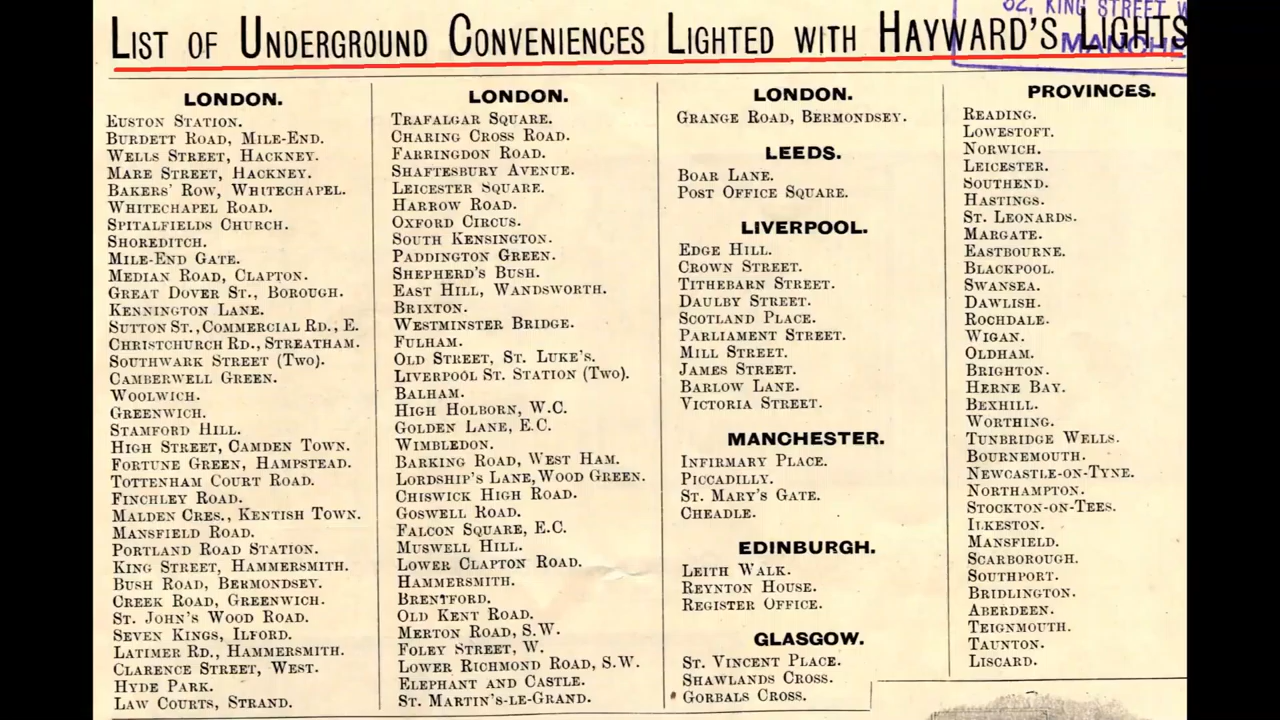 82, KING STREET W
MANCHE
LIST OF UNDERGROUND CONVENIENCES LIGHTED WITH HAYWARD'S LIGHTS
LONDON.
EUSTON STATION.
BURDETT ROAD, MILE-END.
WELLS STREET, HACKNEY.
MARE STREET, HACKNEY.
BAKERS' ROW, WHITECHAPEL.
WHITECHAPEL ROAD.
SPITALFIELDS CHURCH.
SHOREDITCH.
MILE-END GATE.
MEDIAN ROAD, CLAPTON.
GREAT DOVER ST., BOROUGH.
KENNINGTON LANE.
SUTTON ST., COMMERCIAL RD., E.
CHRISTCHURCH RD., STREATHAM.
SOUTHWARK STREET (TWO).
CAMBERWELL GREEN.
WOOLWICH.
GREENWICH.
STAMFORD HILL.
HIGH STREET, CAMDEN TOWN.
FORTUNE GREEN, HAMPSTEAD.
TOTTENHAM COURT ROAD.
FINCHLEY ROAD.
MALDEN CRES., KENTISH TOWN.
MANSFIELD ROAD.
PORTLAND ROAD STATION.
KING STREET, HAMMERSMITH.
BUSH ROAD, BERMONDSEY.
CREEK ROAD, GREENWICH.
ST. JOHN'S WOOD ROAD.
SEVEN KINGS, ILFORD.
LATIMER RD., HAMMERSMITH.
CLARENCE STREET, WEST.
HYDE PARK.
LAW COURTS, STRAND.
LONDON.
TRAFALGAR SQUARE.
CHARING CROSS ROAD.
FARRINGDON ROAD.
SHAFTESBURY AVENUE.
LEICESTER SQUARE.
HARROW ROAD.
OXFORD CIRCUS.
SOUTH KENSINGTON.
PADDINGTON GREEN.
SHEPHERD'S BUSH.
EAST HILL, WANDSWORTH.
BRIXTON.
WESTMINSTER BRIDGE.
FULHAM.
OLD STREET, ST. LUKE'S.
LIVERPOOL ST. STATION (TWO).
BALHAM.
HIGH HOLBORN, W.C.
GOLDEN LANE, E.C.
WIMBLEDON.
BARKING ROAD, WEST HAM.
LORDSHIP'S LANE, WOOD GREEN.
CHISWICK HIGH ROAD.
GOSWELL ROAD.
FALCON SQUARE, E.C.
MUSWELL HILL.
LOWER CLAPTON ROAD.
HAMMERSMITH.
BRENTFORD.
OLD KENT ROAD.
MERTON ROAD, S.W.
FOLEY STREET, W.
LOWER RICHMOND ROAD, S.W.
ELEPHANT AND CASTLE.
ST. MARTIN'S-LE-GRAND.
LONDON.
GRANGE ROAD, BERMONDSEY.
LEEDS.
BOAR LANE.
POST OFFICE SQUARE.
LIVERPOOL.
EDGE HILL.
CROWN STREET.
TITHEBARN STREET.
DAULBY STREET.
SCOTLAND PLACE.
PARLIAMENT STREET.
MILL STREET.
JAMES STREET.
BARLOW LANE.
VICTORIA STREET.
MANCHESTER.
INFIRMARY PLACE.
PICCADILLY.
ST. MARY'S GATE.
CHEADLE.
EDINBURGH.
LEITH WALK.
REYNTON HOUSE.
REGISTER OFFICE.
GLASGOW.
ST. VINCENT PLACE.
SHAWLANDS CROSS.
GORBALS CROSS.
PROVINCES.
READING.
LOWESTOFT.
NORWICH.
LEICESTER.
SOUTHEND.
HASTINGS.
ST. LEONARDS.
MARGATE.
EASTBOURNE.
BLACKPOOL.
SWANSEA.
DAWLISH.
ROCHDALE.
WIGAN.
OLDHAM.
BRIGHTON.
HERNE BAY.
BEXHILL.
WORTHING.
TUNBRIDGE WELLS.
BOURNEMOUTH.
NEWCASTLE-ON-TYNE.
NORTHAMPTON.
STOCKTON-ON-TEES.
ILKESTON.
MANSFIELD.
SCARBOROUGH.
SOUTHPORT.
BRIDLINGTON.
ABERDEEN.
TEIGNMOUTH.
TAUNTON.
LISCARD.